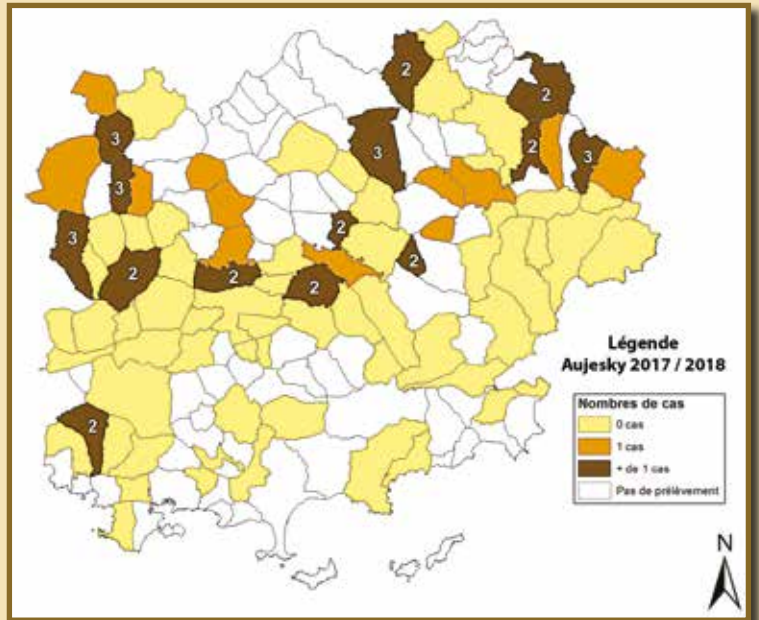 2
2
3
3
2
3
3
3
2
2
2
2
2
2
Légende
Aujesky 2017 / 2018
Nombres de cas
0 cas
1 cas
+ de 1 cas
Pas de prélèvement
N